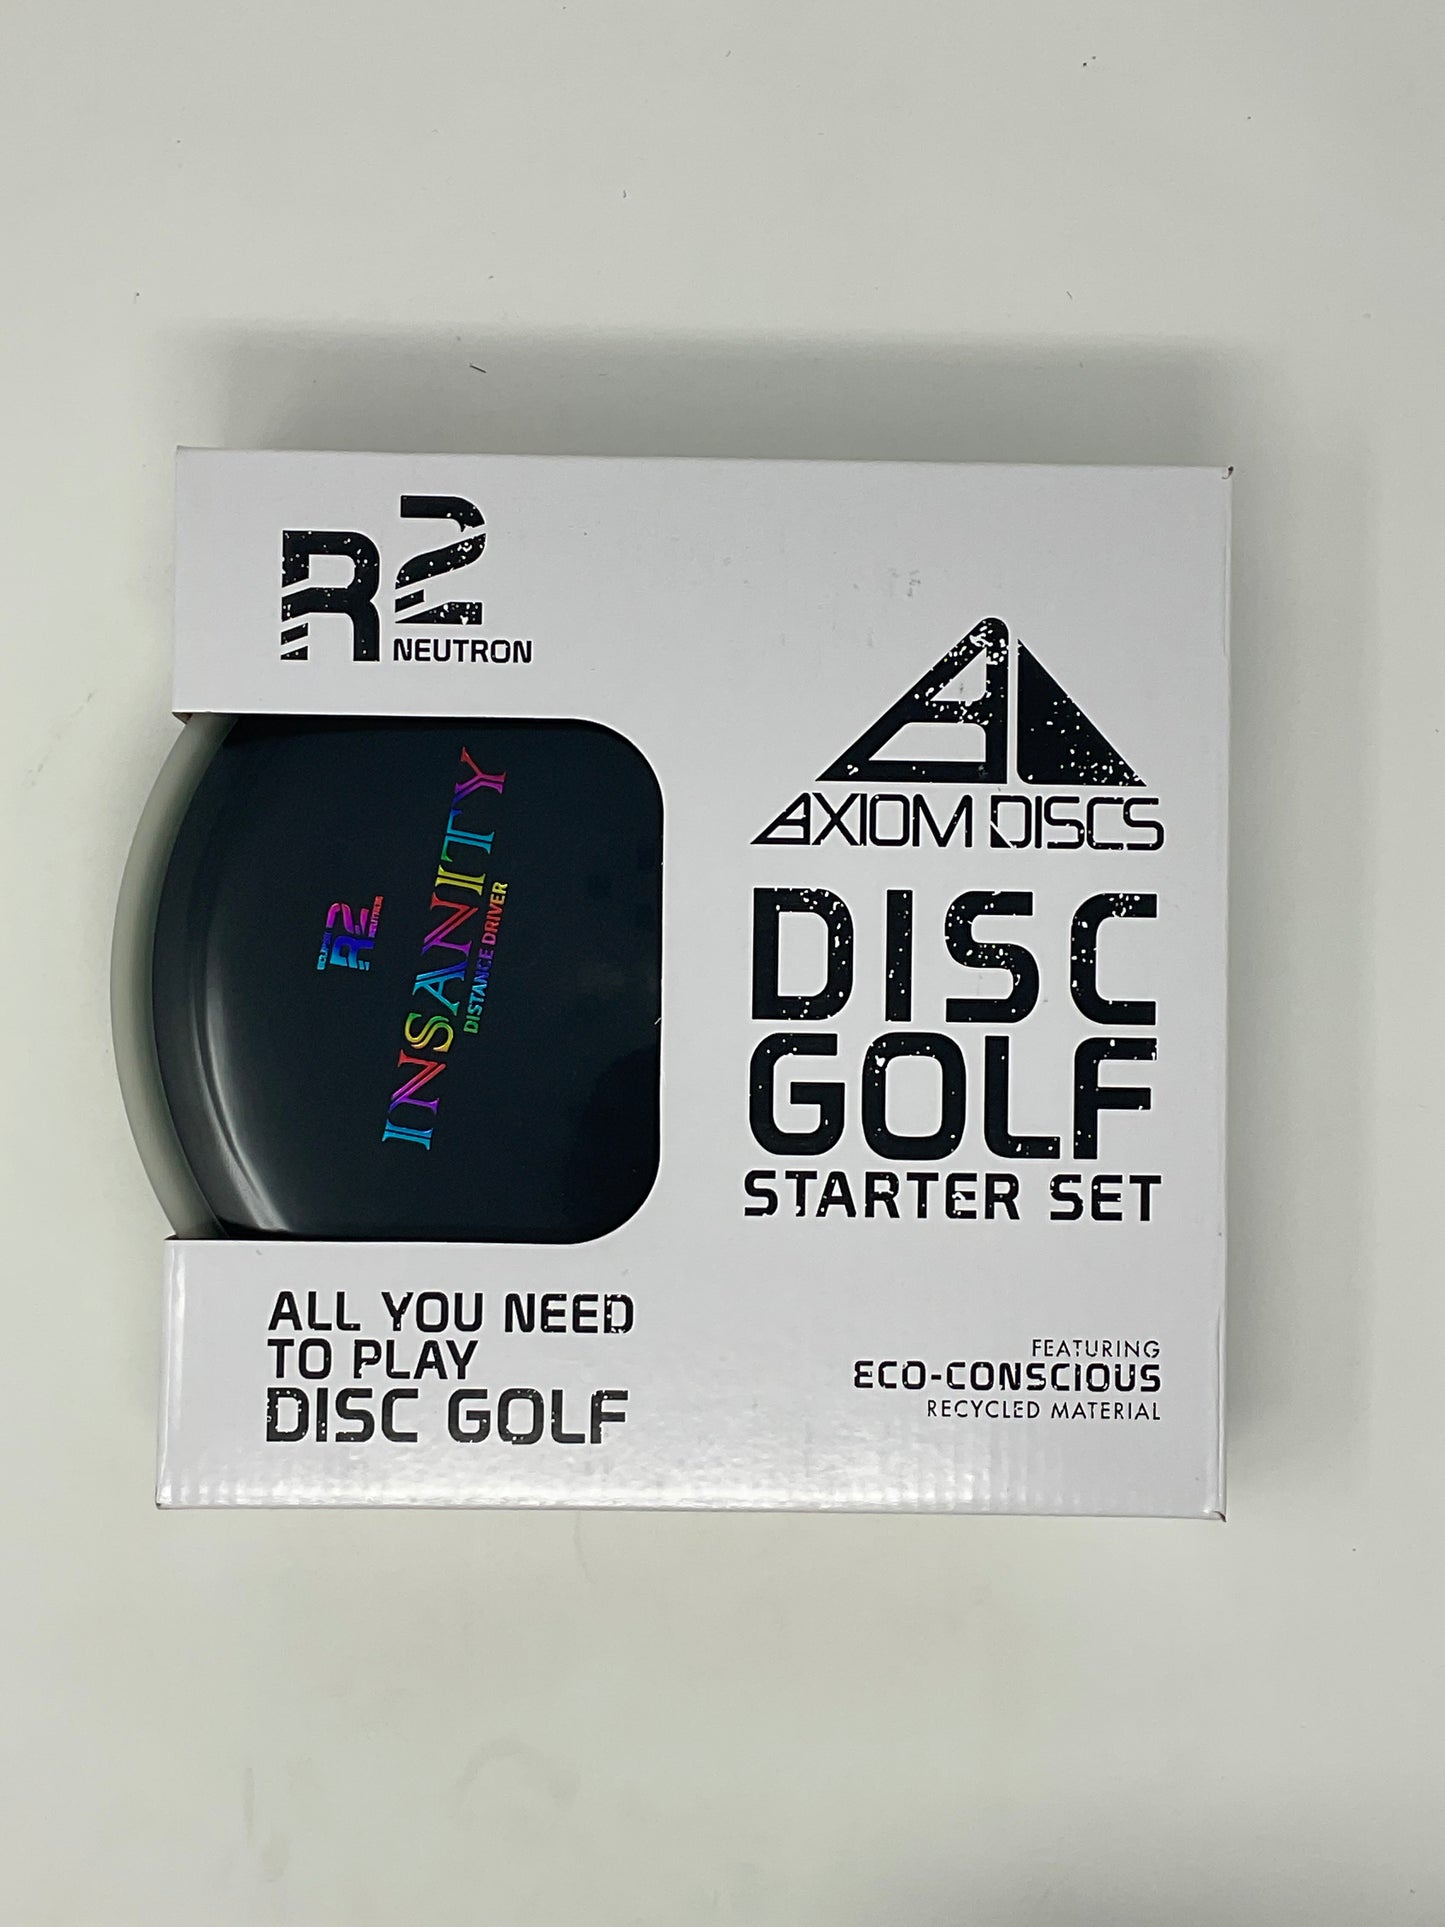 R2
NEUTRON
AXIOM DISCS
DISC
GOLF
STARTER SET
ECLIPSE
R2
NEUTRON
INSANITY
DISTANCE DRIVER
ALL YOU NEED
TO PLAY
DISC GOLF
FEATURING
ECO-CONSCIOUS
RECYCLED MATERIAL